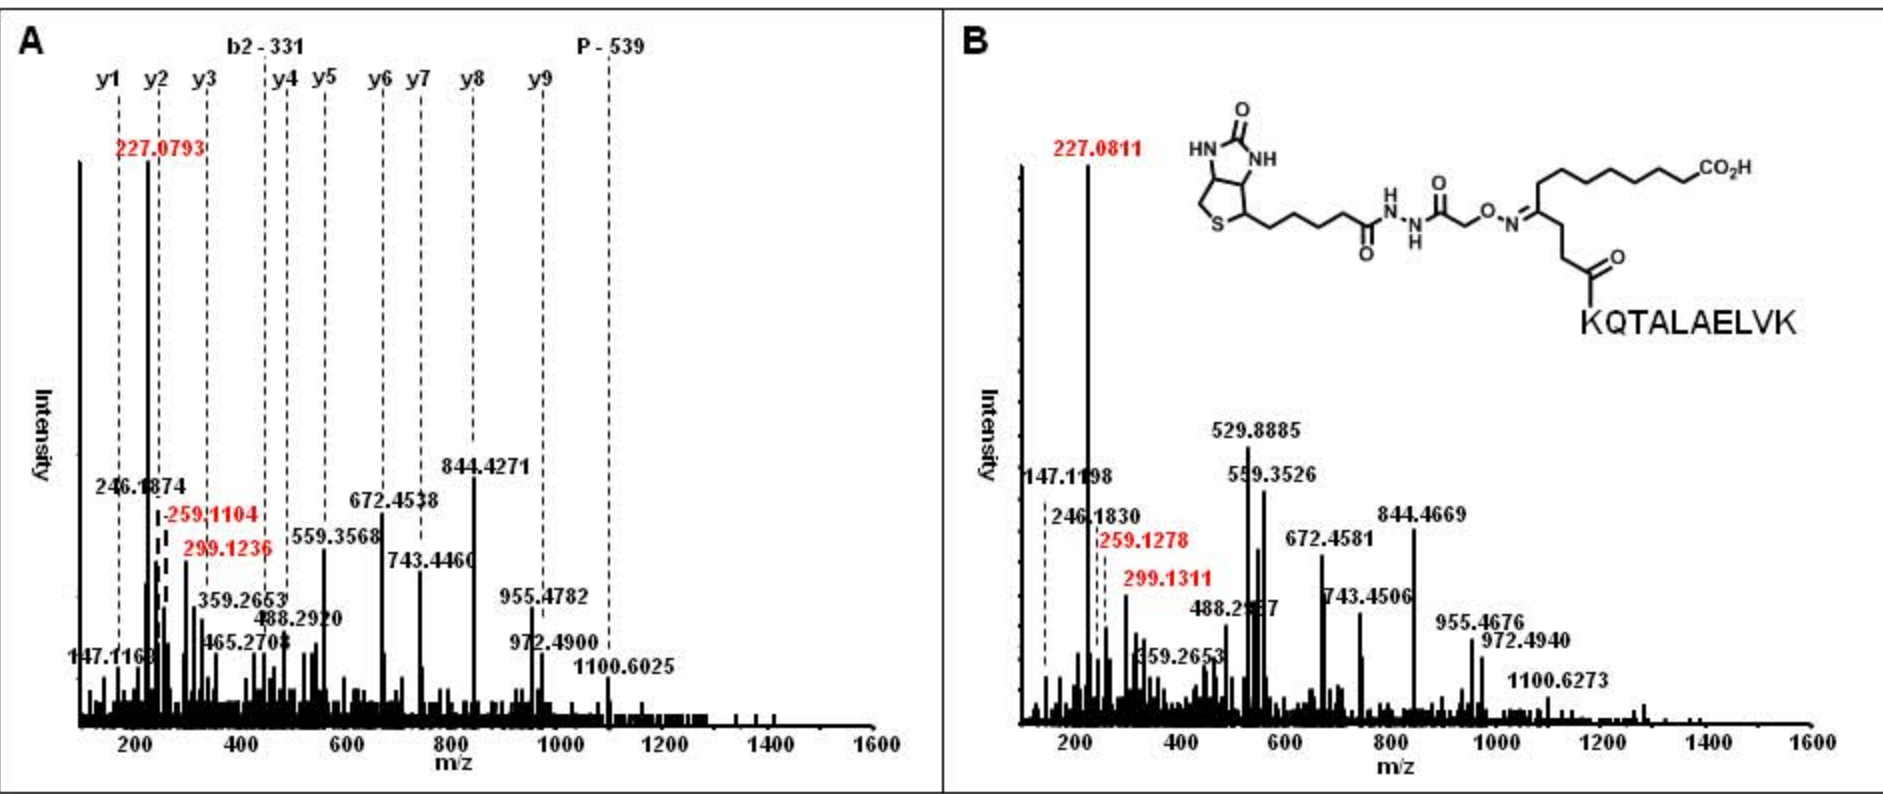 A
b2 - 331
P - 539
y1 y2 y3 y4 y5 y6 y7 y8 y9
227.0793
844.4271
246.1874
672.4538
259.1104
559.3568
299.1236
743.4460
359.2653
955.4782
488.2920
465.2708
972.4900
147.1163
1100.6025
Intensity
200 400 600 800 1000 1200 1400 1600
m/z
B
227.0811
O
HN
NH
S
O
H
N
N
H
O
O
N
CO2H
O
KQTALAELVK
529.8885
147.1198
559.3526
246.1830
844.4669
259.1278
672.4581
299.1311
743.4506
955.4676
972.4940
359.2653
1100.6273
Intensity
200 400 600 800 1000 1200 1400 1600
m/z